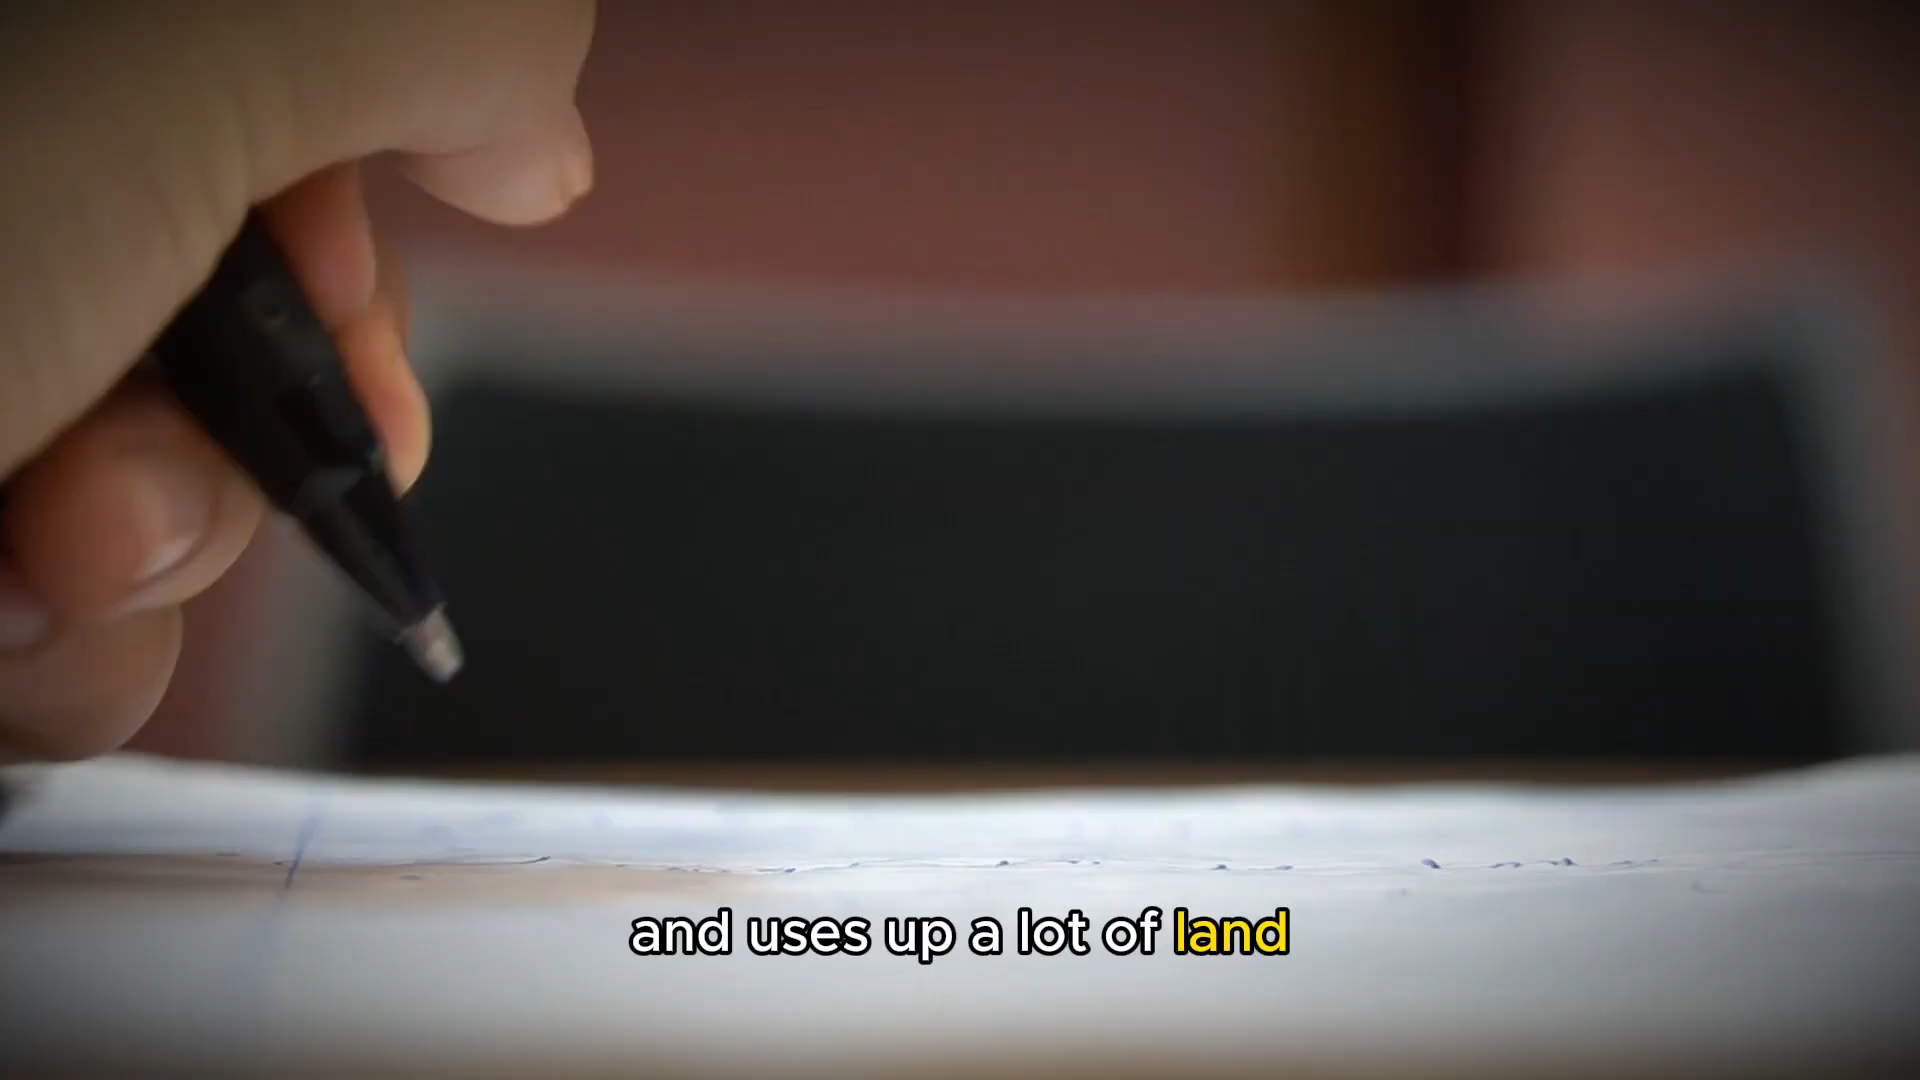 and uses up a lot of land